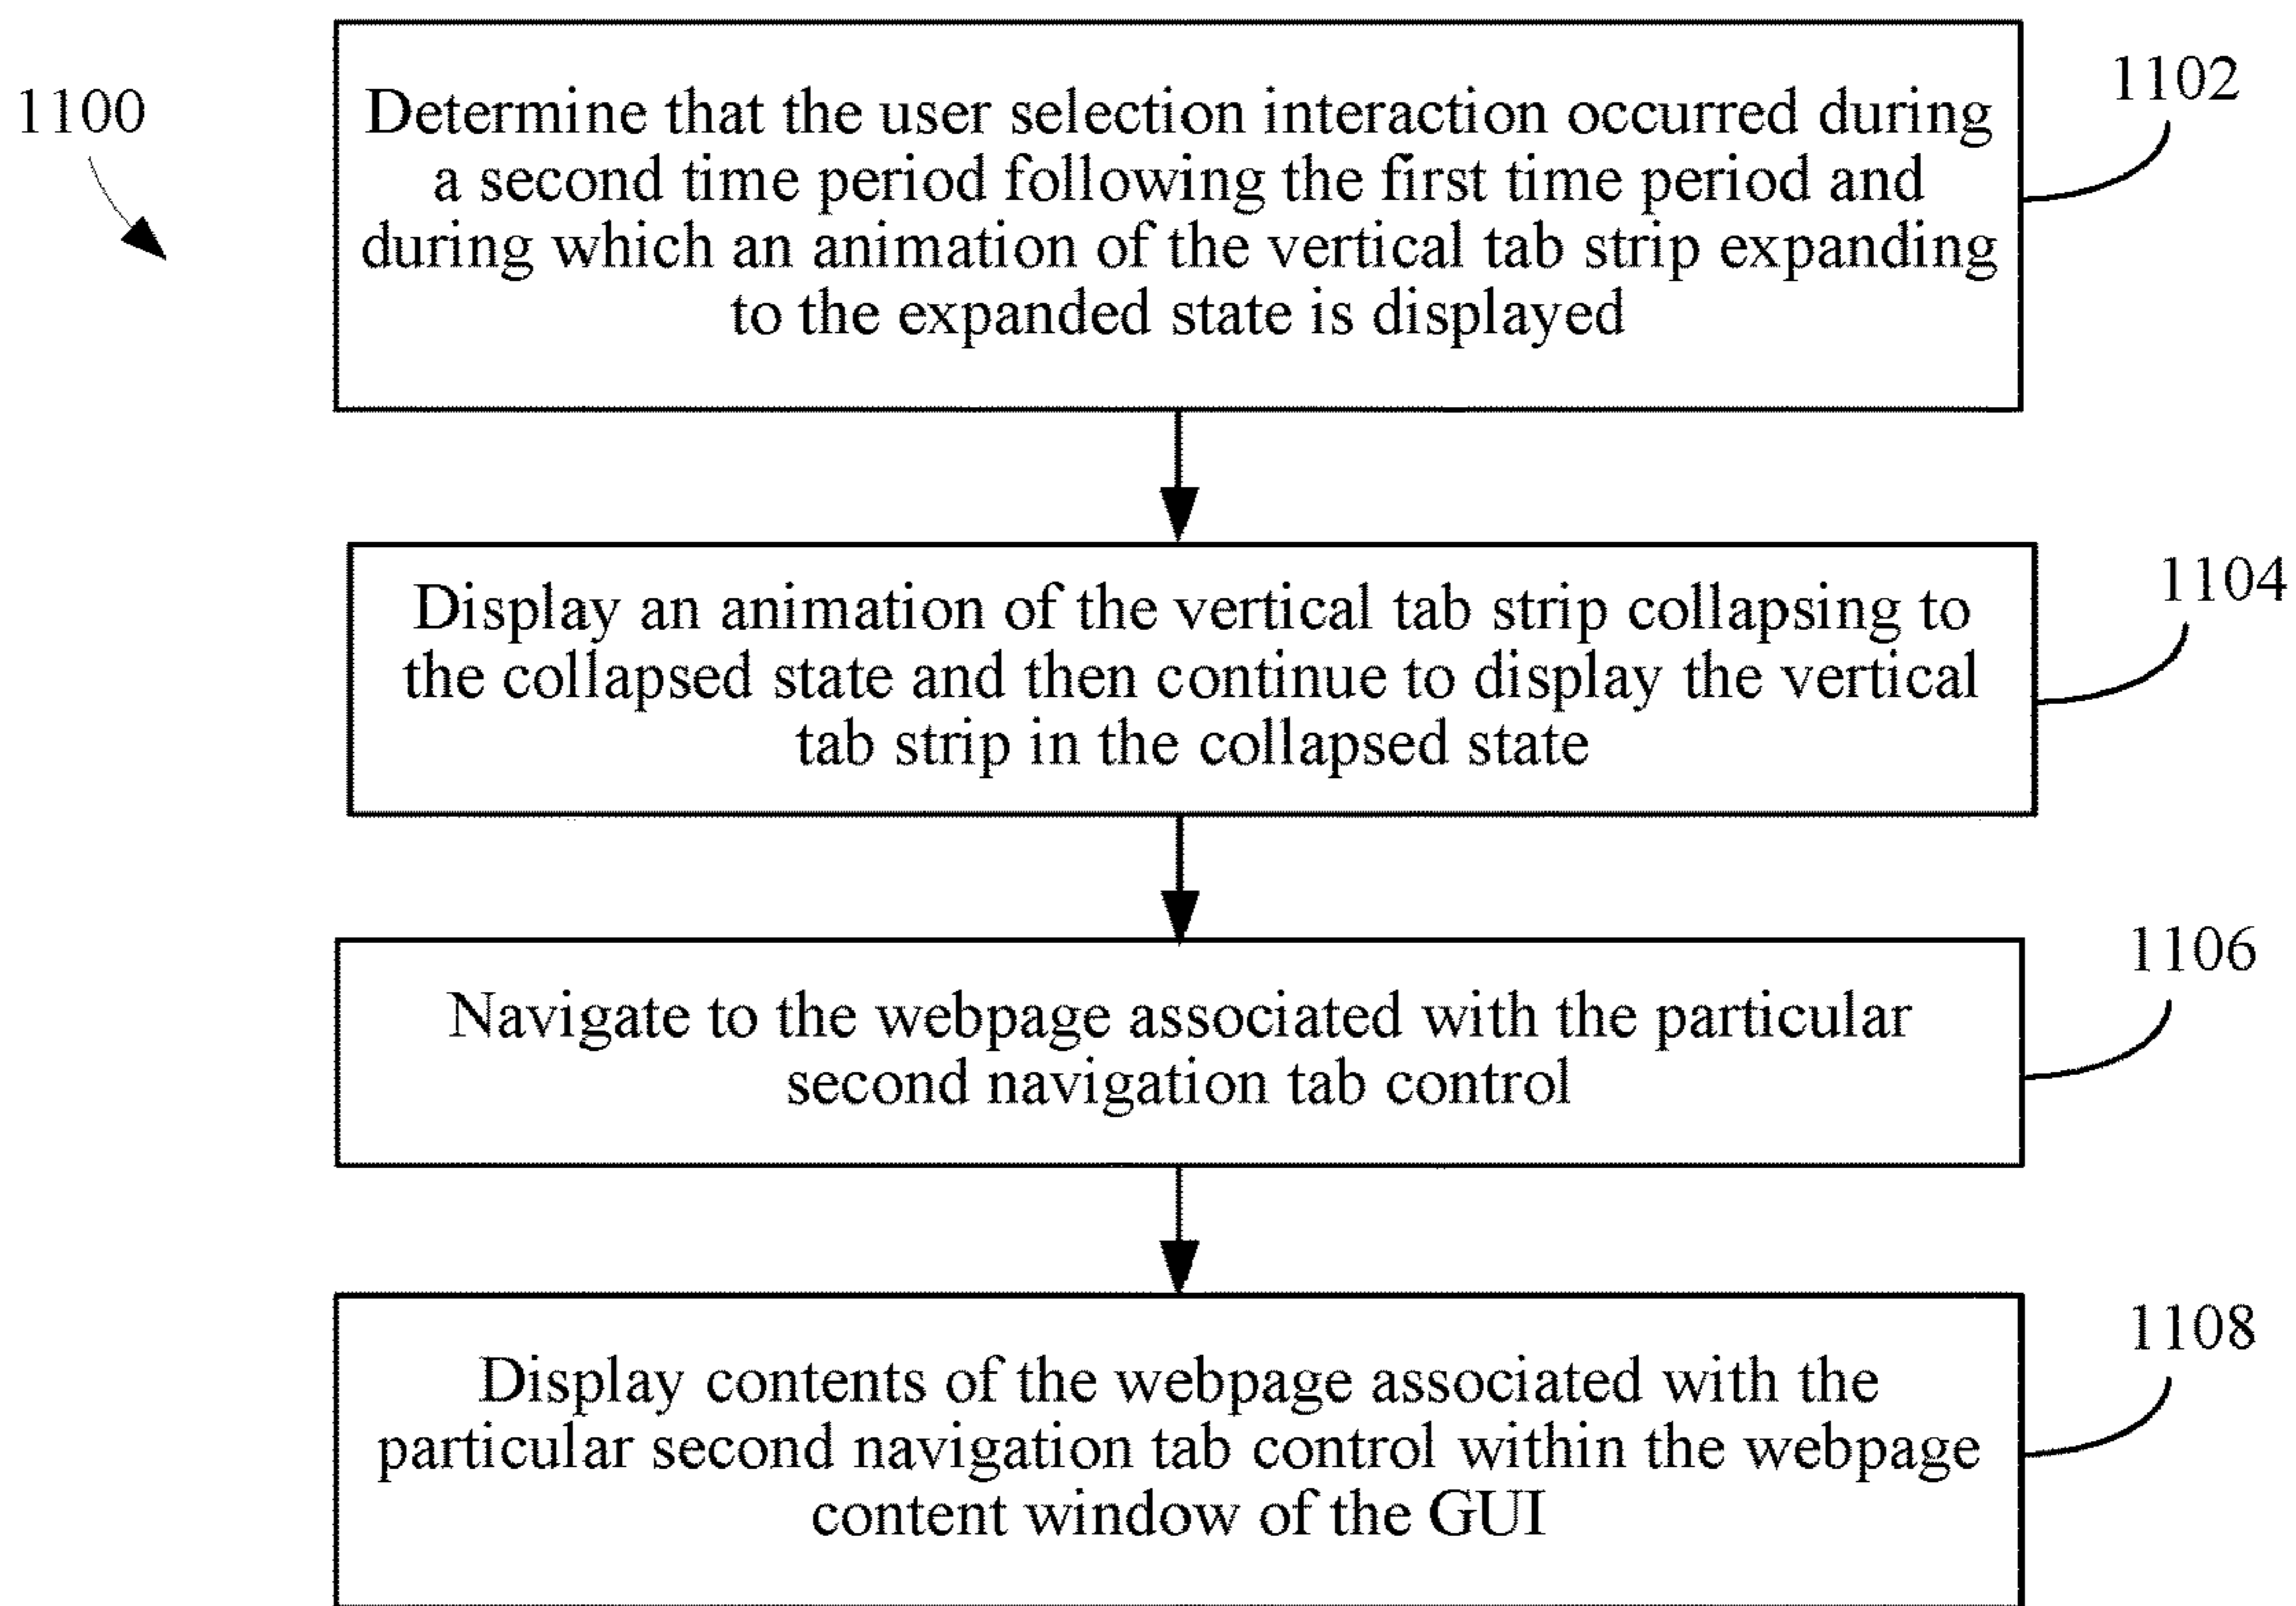 1100
1102
Determine that the user selection interaction occurred during
a second time period following the first time period and
during which an animation of the vertical tab strip expanding
to the expanded state is displayed
1104
Display an animation of the vertical tab strip collapsing to
the collapsed state and then continue to display the vertical
tab strip in the collapsed state
1106
Navigate to the webpage associated with the particular
second navigation tab control
1108
Display contents of the webpage associated with the
particular second navigation tab control within the webpage
content window of the GUI